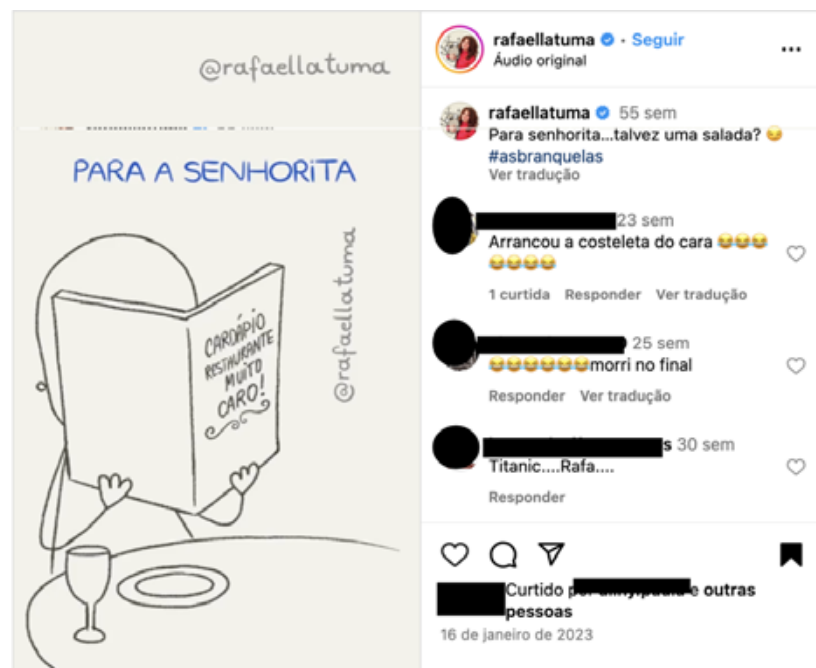 @rafaellatuma
PARA A SENHORITA
@rafaellatuma
CARDÁPIO
RESTAURANTE
MUITO
CARO!
rafaellatuma • Seguir
Áudio original
rafaellatuma 55 sem
Para senhorita...talvez uma salada? 😏
#asbranquelas
Ver tradução
23 sem
Arrancou a costeleta do cara 😂😂😂
😂😂😂😂
1 curtida Responder Ver tradução
25 sem
😂😂😂😂😂😂morri no final
Responder Ver tradução
s 30 sem
Titanic....Rafa....
Responder
Curtido e outras
pessoas
16 de janeiro de 2023